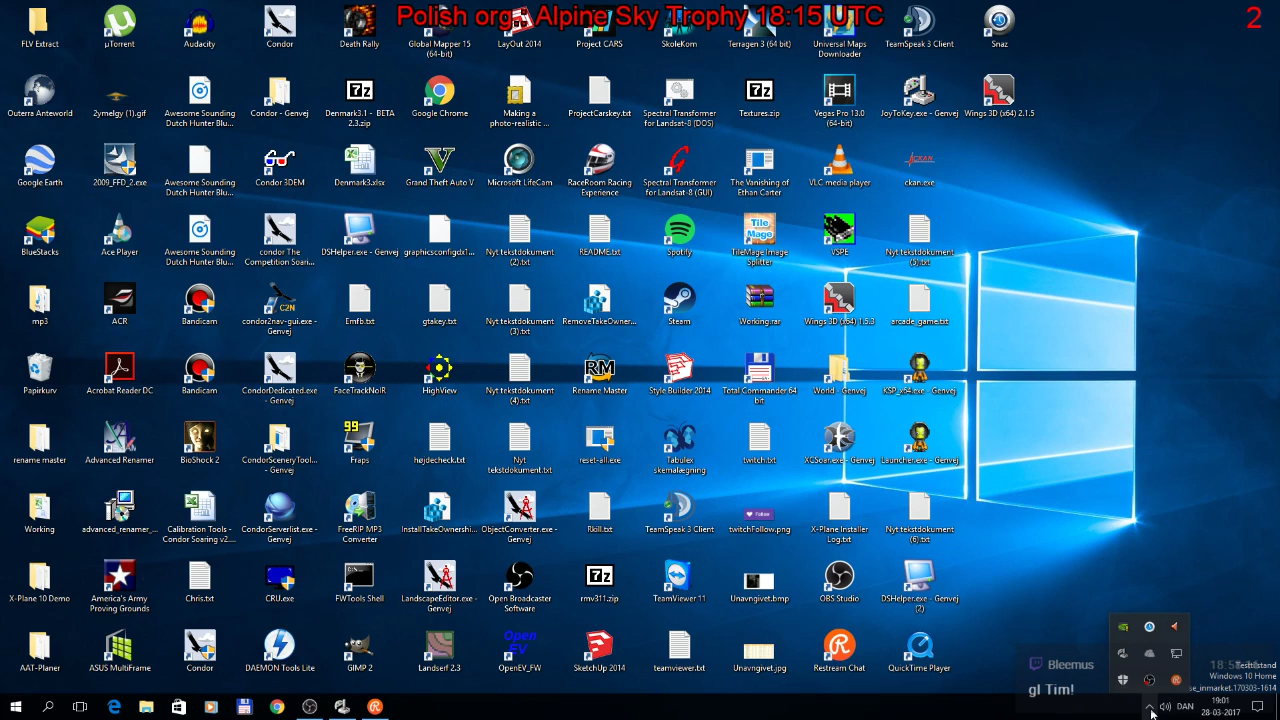 Polish org. Alpine Sky Trophy 18:15 UTC
2
FLV Extract
µTorrent
Audacity
Condor
Death Rally
Global Mapper 15
(64-bit)
LayOut 2014
Project CARS
SkoleKom
Terragen 3 (64 bit)
Universal Maps
Downloader
TeamSpeak 3 Client
Snaz
Outerra Anteworld
2ymelgy (1).gif
Awesome Sounding
Dutch Hunter Blu...
Condor - Genvej
Denmark3.1 - BETA
2.3.zip
Google Chrome
Making a
photo-realistic ...
ProjectCarskey.txt
Spectral Transformer
for Landsat-8 (DOS)
Textures.zip
Vegas Pro 13.0
(64-bit)
JoyToKey.exe - Genvej
Wings 3D (x64) 2.1.5
Google Earth
2009_FFD_2.exe
Awesome Sounding
Dutch Hunter Blu...
Condor 3DEM
Denmark3.xlsx
Grand Theft Auto V
Microsoft LifeCam
RaceRoom Racing
Experience
Spectral Transformer
for Landsat-8 (GUI)
The Vanishing of
Ethan Carter
VLC media player
ckan.exe
BlueStacks
Ace Player
Awesome Sounding
Dutch Hunter Blu...
condor The
Competition Soan...
DSHelper.exe - Genvej
graphicsconfigdx1...
Nyt tekstdokument
(2).txt
README.txt
Spotify
Tile
Mage
TileMage Image
Splitter
VSPE
Nyt tekstdokument
(5).txt
mp3
ACR
Bandicam
C2N
condor2nav-gui.exe -
Genvej
Emfb.txt
gtakey.txt
Nyt tekstdokument
(3).txt
RemoveTakeOwner...
Steam
Working.rar
Wings 3D (x64) 1.5.3
arcade_game.txt
Papirkurv
Acrobat Reader DC
Bandicam
CondorDedicated.exe
- Genvej
FaceTrackNoIR
HighView
Nyt tekstdokument
(4).txt
RM
Rename Master
Style Builder 2014
Total Commander 64
bit
World - Genvej
KSP_x64.exe - Genvej
rename master
Advanced Renamer
BioShock 2
CondorSceneryTool...
- Genvej
99
Fraps
højdecheck.txt
Nyt
tekstdokument.txt
reset-all.exe
Tabulex
skemalægning
twitch.txt
XCSoar.exe - Genvej
Launcher.exe - Genvej
Working
advanced_renamer_...
Calibration Tools -
Condor Soaring v2....
CondorServerlist.exe -
Genvej
FreeRIP MP3
Converter
InstallTakeOwnershi...
ObjectConverter.exe -
Genvej
Rkill.txt
TeamSpeak 3 Client
Follow
twitchFollow.png
X-Plane Installer
Log.txt
Nyt tekstdokument
(6).txt
X-Plane 10 Demo
America's Army
Proving Grounds
Chris.txt
CRU.exe
FWTools Shell
LandscapeEditor.exe -
Genvej
Open Broadcaster
Software
7z
rmv311.zip
TeamViewer 11
Unavngivet.bmp
OBS Studio
DSHelper.exe - Genvej
(2)
AAT-Planer
ASUS MultiFrame
Condor
DAEMON Tools Lite
GIMP 2
Landserf 2.3
Open
EV
OpenEV_FW
SketchUp 2014
teamviewer.txt
Unavngivet.jpg
Restream Chat
QuickTime Player
Bleemus
gl Tim!
Testtilstand
Windows 10 Home
se_inmarket.170303-1614
DAN
19:01
28-03-2017